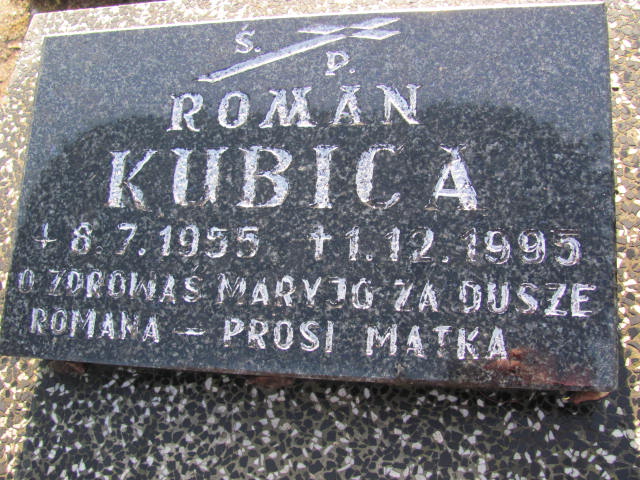 Ś.
P.
ROMAN
KUBICA
+ 8.7.1955 † 1.12.1995
O ZDROWAŚ MARYJO ZA DUSZE
ROMANA - PROSI MATKA